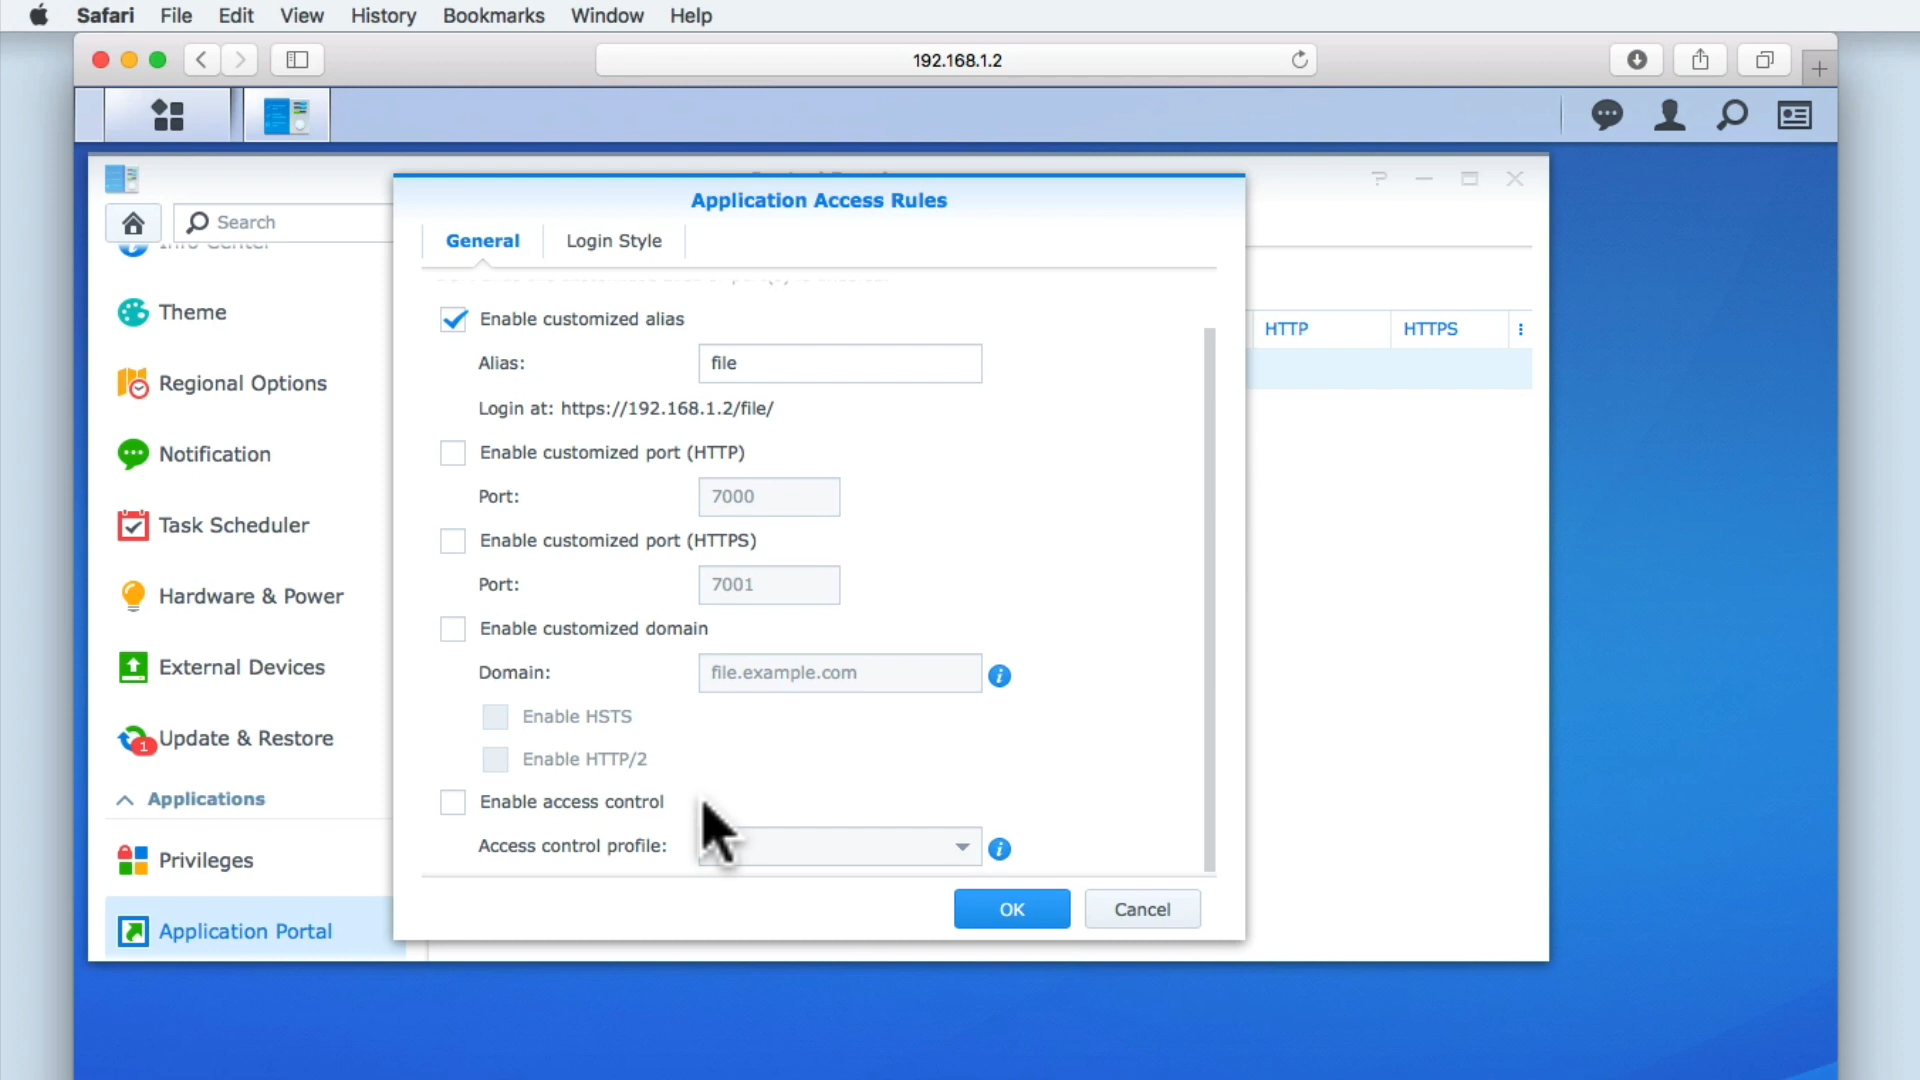 Safari File Edit View History Bookmarks Window Help
192.168.1.2
Search
Info Center
Theme
Regional Options
Notification
Task Scheduler
Hardware & Power
External Devices
1
Update & Restore
Applications
Privileges
Application Portal
Application Access Rules
General Login Style
Enable customized alias
Alias: file
Login at: https://192.168.1.2/file/
Enable customized port (HTTP)
Port: 7000
Enable customized port (HTTPS)
Port: 7001
Enable customized domain
Domain: file.example.com
Enable HSTS
Enable HTTP/2
Enable access control
Access control profile:
OK Cancel
HTTP HTTPS